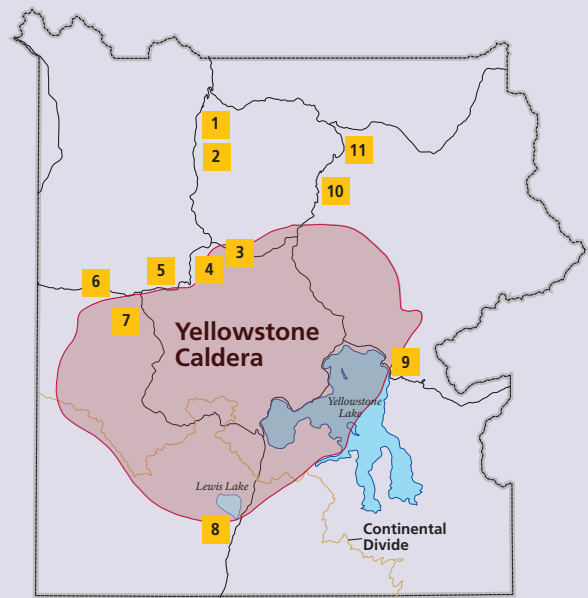 1
2
11
10
3
4
5
6
7
Yellowstone
Caldera
9
Yellowstone
Lake
Lewis Lake
8
Continental
Divide